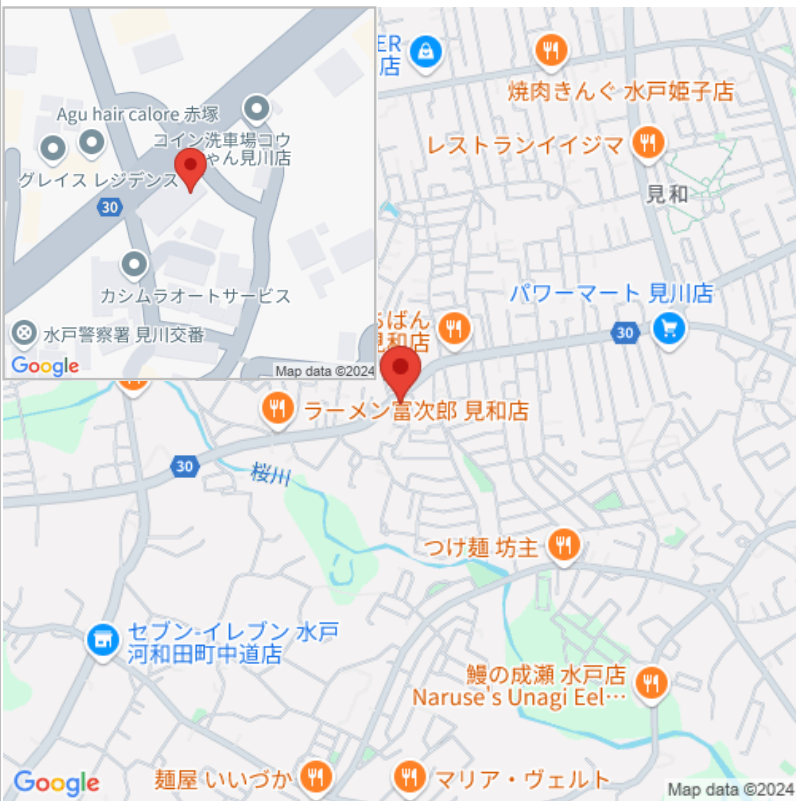 Agu hair calore 赤塚
コイン洗車場コウ
ちゃん見川店
グレイス レジデンス
30
カシムラオートサービス
水戸警察署 見川交番
Google
Map data ©2024
ER
店
焼肉きんぐ 水戸姫子店
レストランイイジマ
見和
パワーマート 見川店
30
らばん
見和店
ラーメン富次郎 見和店
30
桜川
つけ麺 坊主
セブン-イレブン 水戸
河和田町中道店
鰻の成瀬 水戸店
Naruse's Unagi Eel…
麺屋 いいづか
マリア・ヴェルト
Google
Map data ©2024